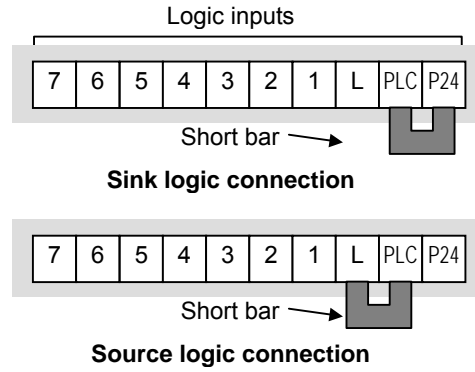 Logic inputs
7 6 5 4 3 2 1 L PLC P24
Short bar
Sink logic connection
7 6 5 4 3 2 1 L PLC P24
Short bar
Source logic connection